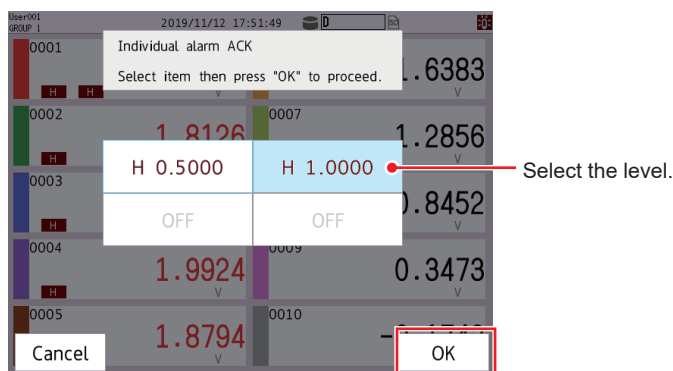 User001
GROUP 1
2019/11/12 17:51:49
D
SD
0001
H H
V
Individual alarm ACK
Select item then press "OK" to proceed.
.6383
V
0002
1.8126
H
0007
1.2856
V
H 0.5000
H 1.0000
Select the level.
OFF
OFF
0003
H
.8452
V
0004
1.9924
H
V
0009
0.3473
V
0005
1.8794
V
0010
Cancel
OK